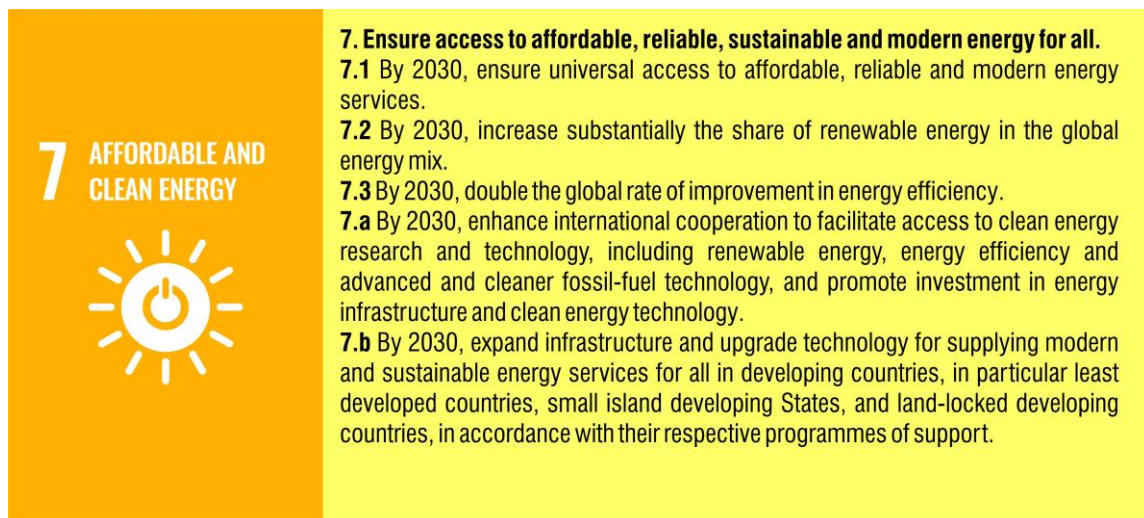 7 AFFORDABLE AND
CLEAN ENERGY
7. Ensure access to affordable, reliable, sustainable and modern energy for all.
7.1 By 2030, ensure universal access to affordable, reliable and modern energy
services.
7.2 By 2030, increase substantially the share of renewable energy in the global
energy mix.
7.3 By 2030, double the global rate of improvement in energy efficiency.
7.a By 2030, enhance international cooperation to facilitate access to clean energy
research and technology, including renewable energy, energy efficiency and
advanced and cleaner fossil-fuel technology, and promote investment in energy
infrastructure and clean energy technology.
7.b By 2030, expand infrastructure and upgrade technology for supplying modern
and sustainable energy services for all in developing countries, in particular least
developed countries, small island developing States, and land-locked developing
countries, in accordance with their respective programmes of support.